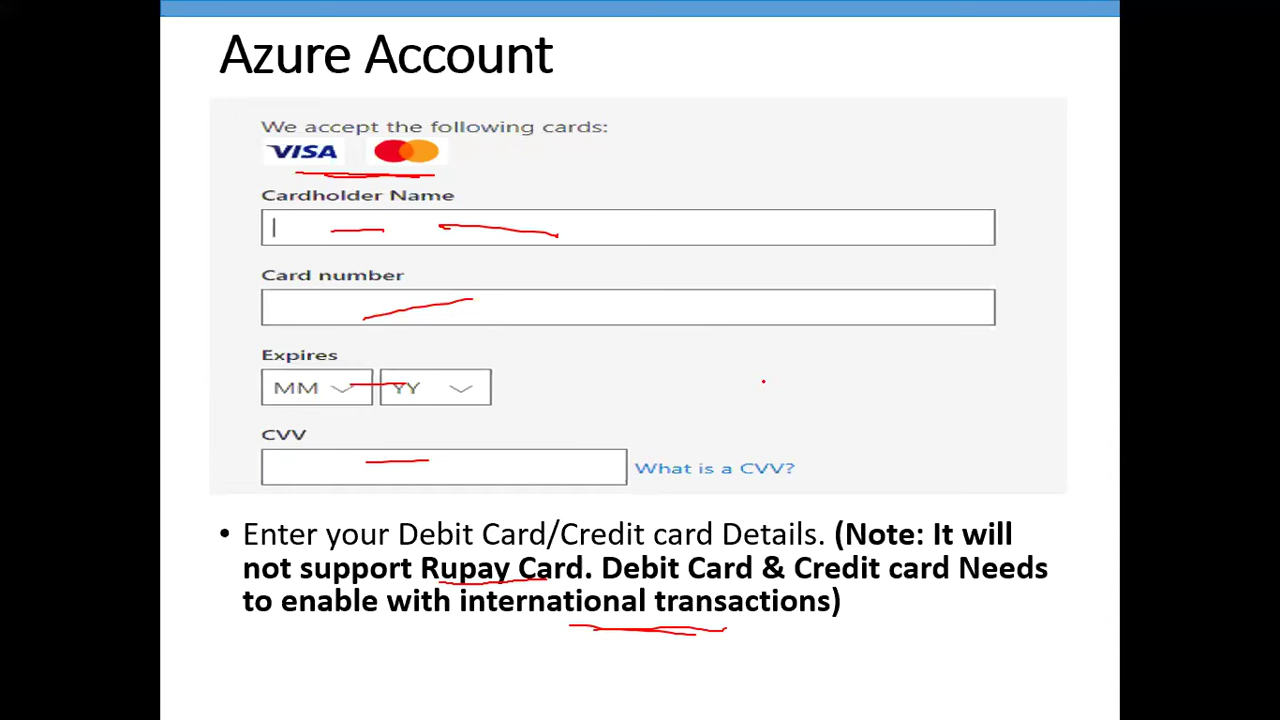 Azure Account
We accept the following cards:
VISA
Cardholder Name
Card number
Expires
MM YY
CVV
What is a CVV?
• Enter your Debit Card/Credit card Details. (Note: It will
not support Rupay Card. Debit Card & Credit card Needs
to enable with international transactions)